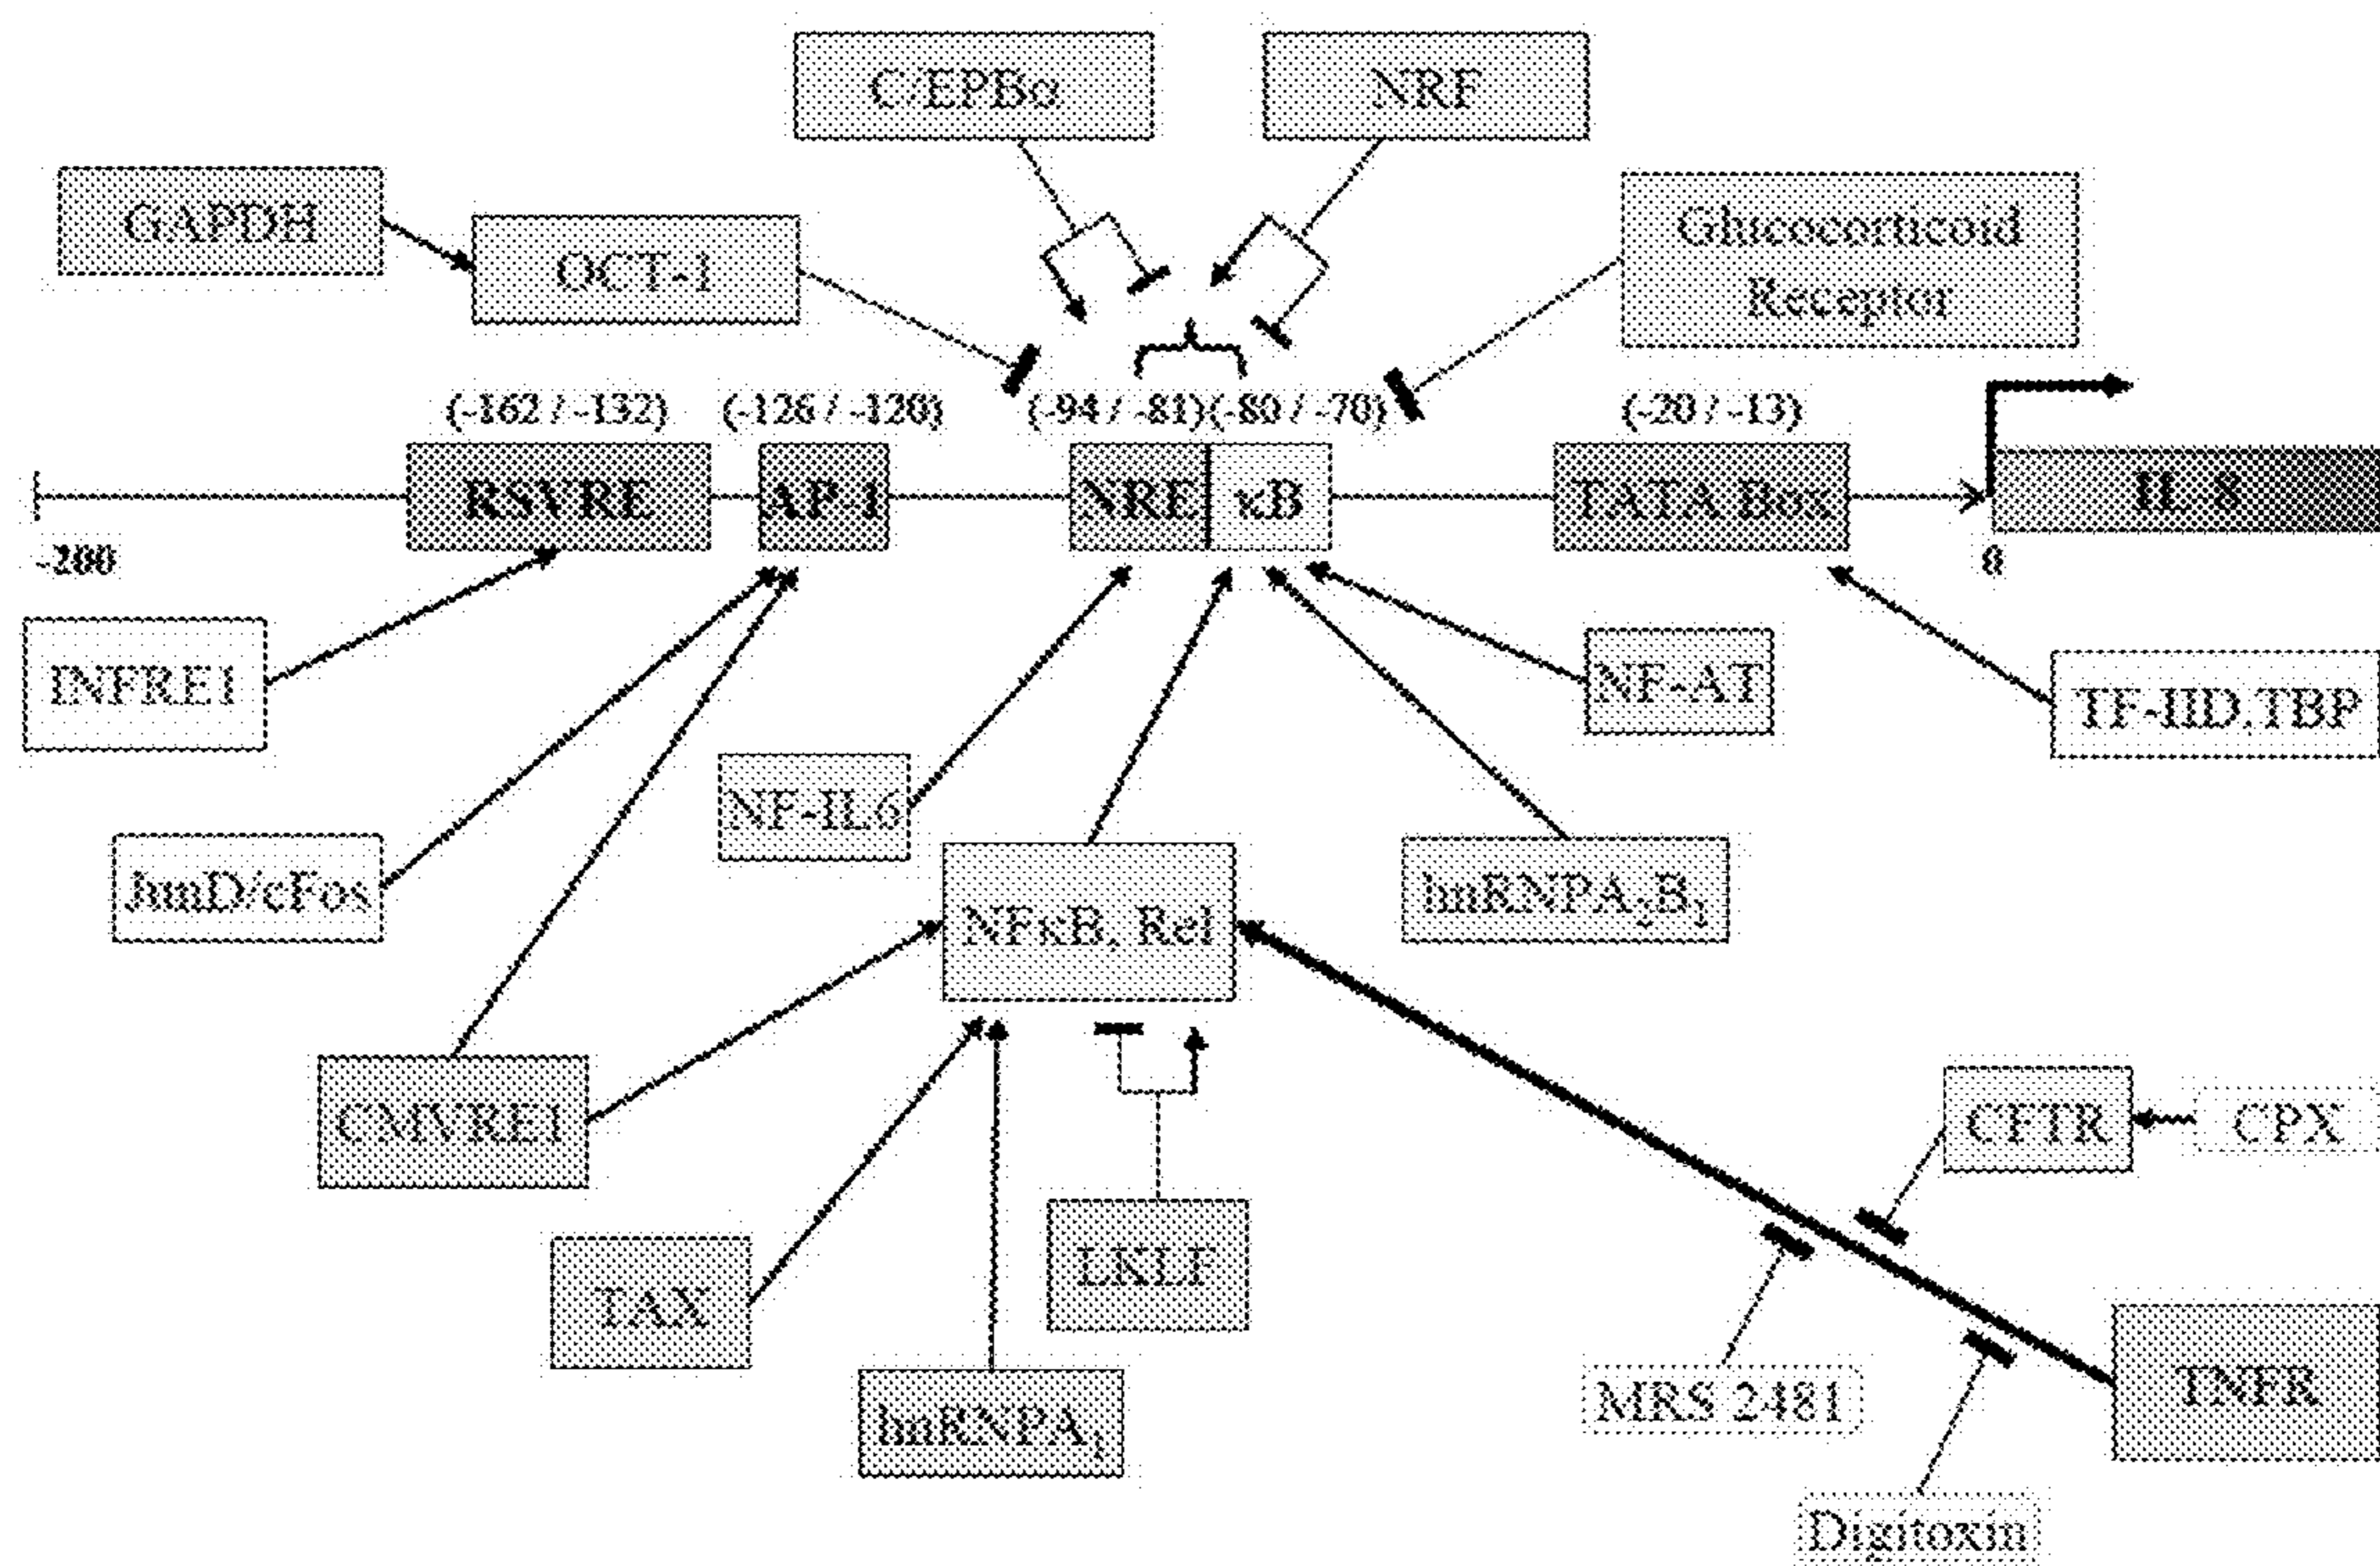 C/EPBα
NRF
GAPDH
OCT-1
Glucocorticoid
Receptor
(-162 / -132)
(-126 / -120)
(-94 / -81)
(-80 / -70)
(-20 / -13)
RSVRE
AP-1
NRE
κB
TATA Box
IL-8
-200
0
INFRE1
NF-AT
TF-IID,TBP
NF-IL6
JunD/cFos
NFκB, Rel
hnRNPA2B1
CMVRE1
CFTR
CPX
LKLF
TAX
hnRNPA1
MRS 2481
TNFR
Digitoxin